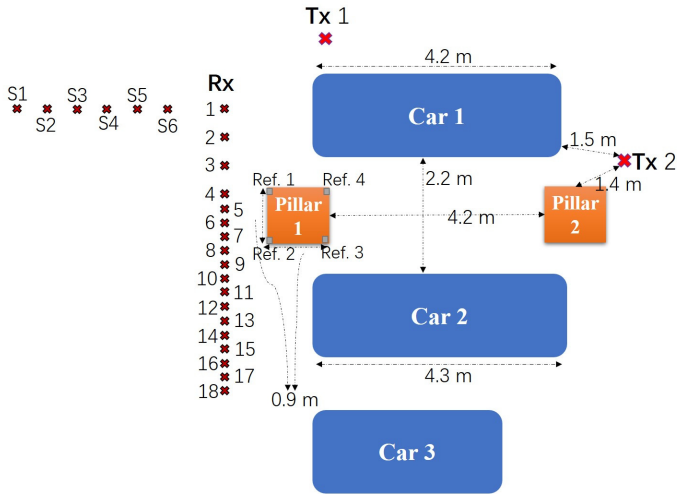 Tx 1
4.2 m
S1 S3 S5
S2 S4 S6
Rx
1
2
3
4
5
6
7
8
9
10
11
12
13
14
15
16
17
18
Car 1
1.5 m
Tx 2
1.4 m
2.2 m
Ref. 1 Ref. 4
Pillar
1
Ref. 2 Ref. 3
4.2 m
Pillar
2
Car 2
4.3 m
0.9 m
Car 3